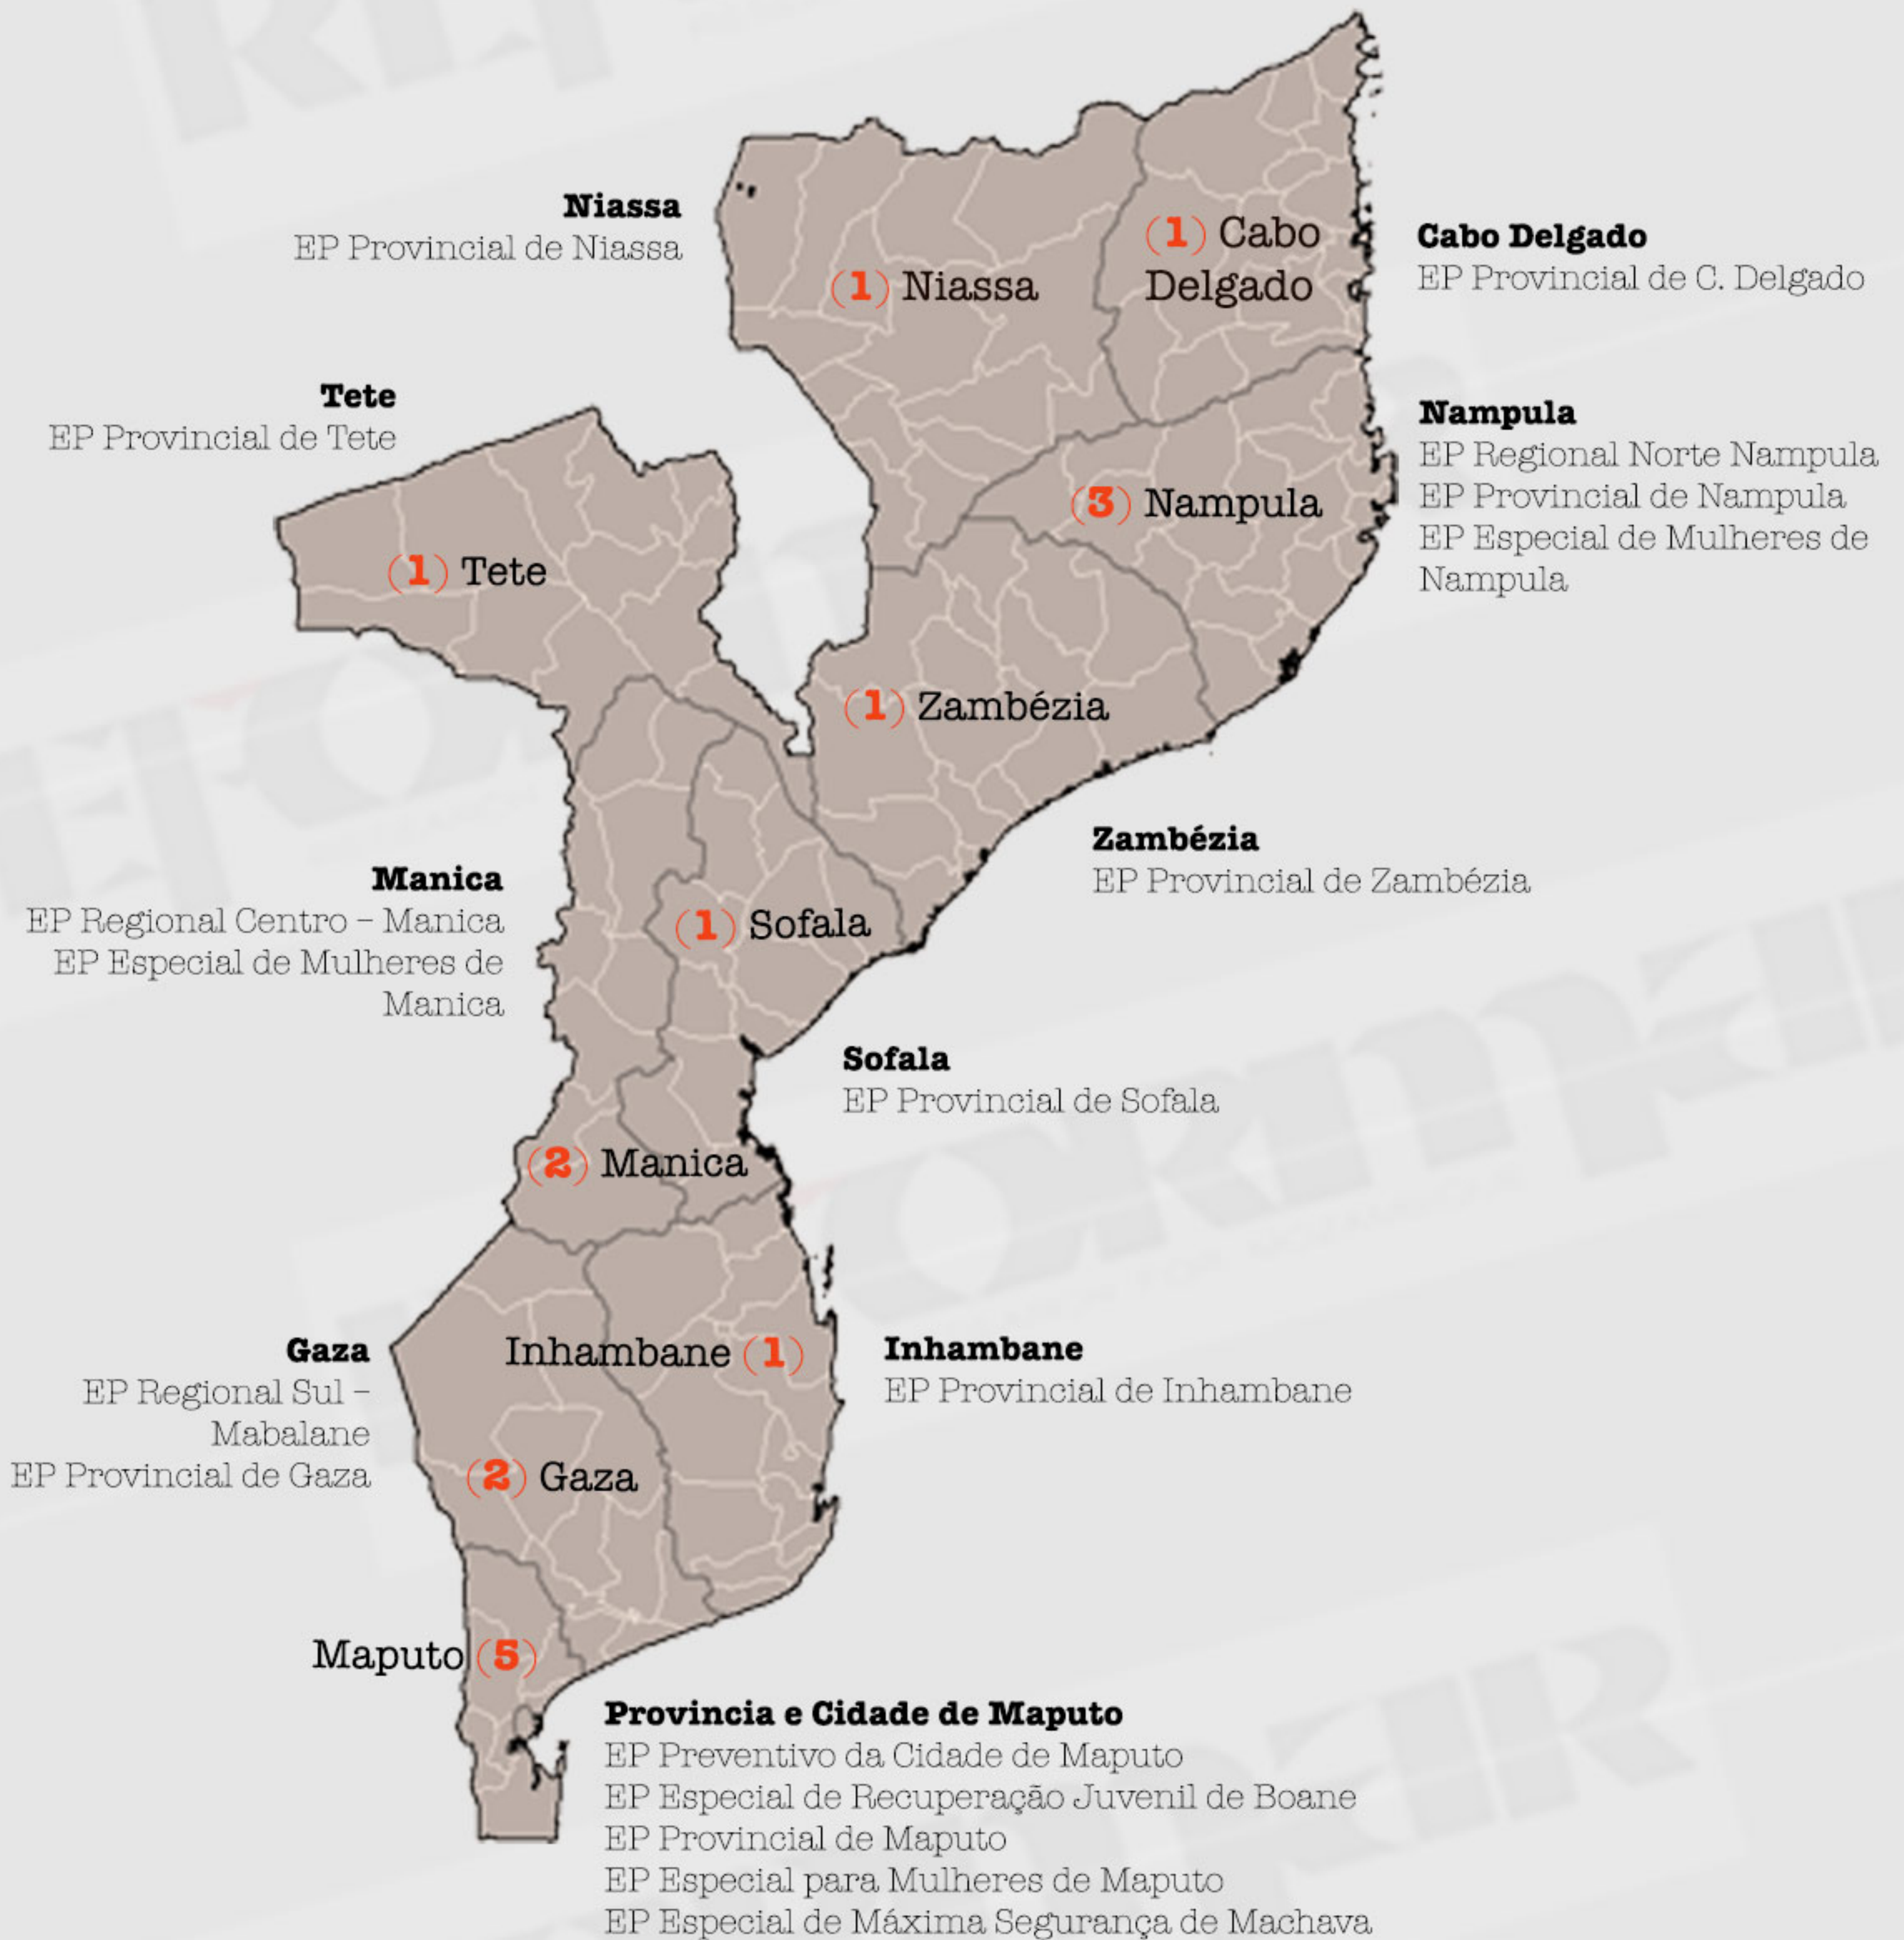 Niassa
EP Provincial de Niassa
(1) Cabo
Delgado
(1) Niassa
Cabo Delgado
EP Provincial de C. Delgado
Tete
EP Provincial de Tete
Nampula
EP Regional Norte Nampula
EP Provincial de Nampula
EP Especial de Mulheres de
Nampula
(3) Nampula
(1) Tete
(1) Zambézia
Zambézia
EP Provincial de Zambézia
Manica
EP Regional Centro – Manica
EP Especial de Mulheres de
Manica
(1) Sofala
Sofala
EP Provincial de Sofala
(2) Manica
Gaza
EP Regional Sul –
Mabalane
EP Provincial de Gaza
Inhambane (1)
Inhambane
EP Provincial de Inhambane
(2) Gaza
Maputo (5)
Provincia e Cidade de Maputo
EP Preventivo da Cidade de Maputo
EP Especial de Recuperação Juvenil de Boane
EP Provincial de Maputo
EP Especial para Mulheres de Maputo
EP Especial de Máxima Segurança de Machava